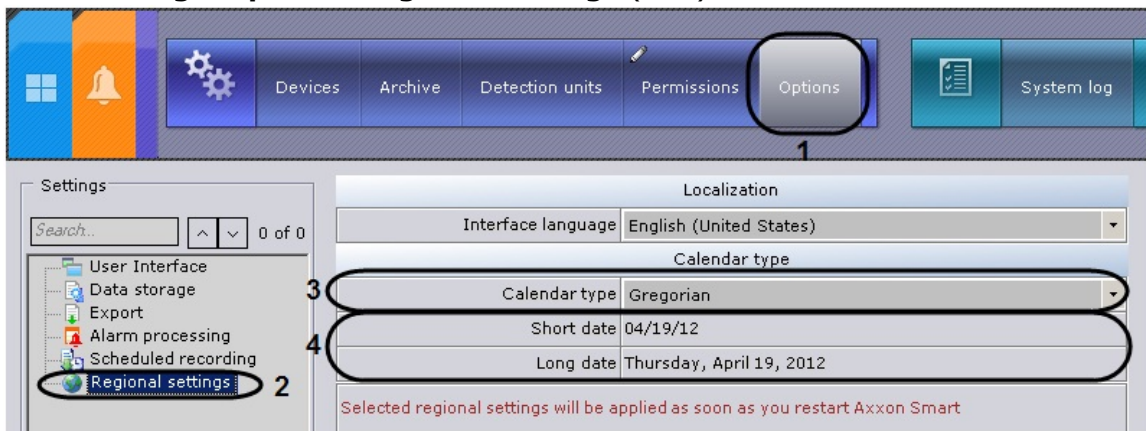 Devices Archive Detection units Permissions Options System log
1
Settings
Search... 0 of 0
User Interface
Data storage
Export
Alarm processing
Scheduled recording
Regional settings 2
Localization
Interface language English (United States)
Calendar type
3 Calendar type Gregorian
4 Short date 04/19/12
Long date Thursday, April 19, 2012
Selected regional settings will be applied as soon as you restart Axxon Smart